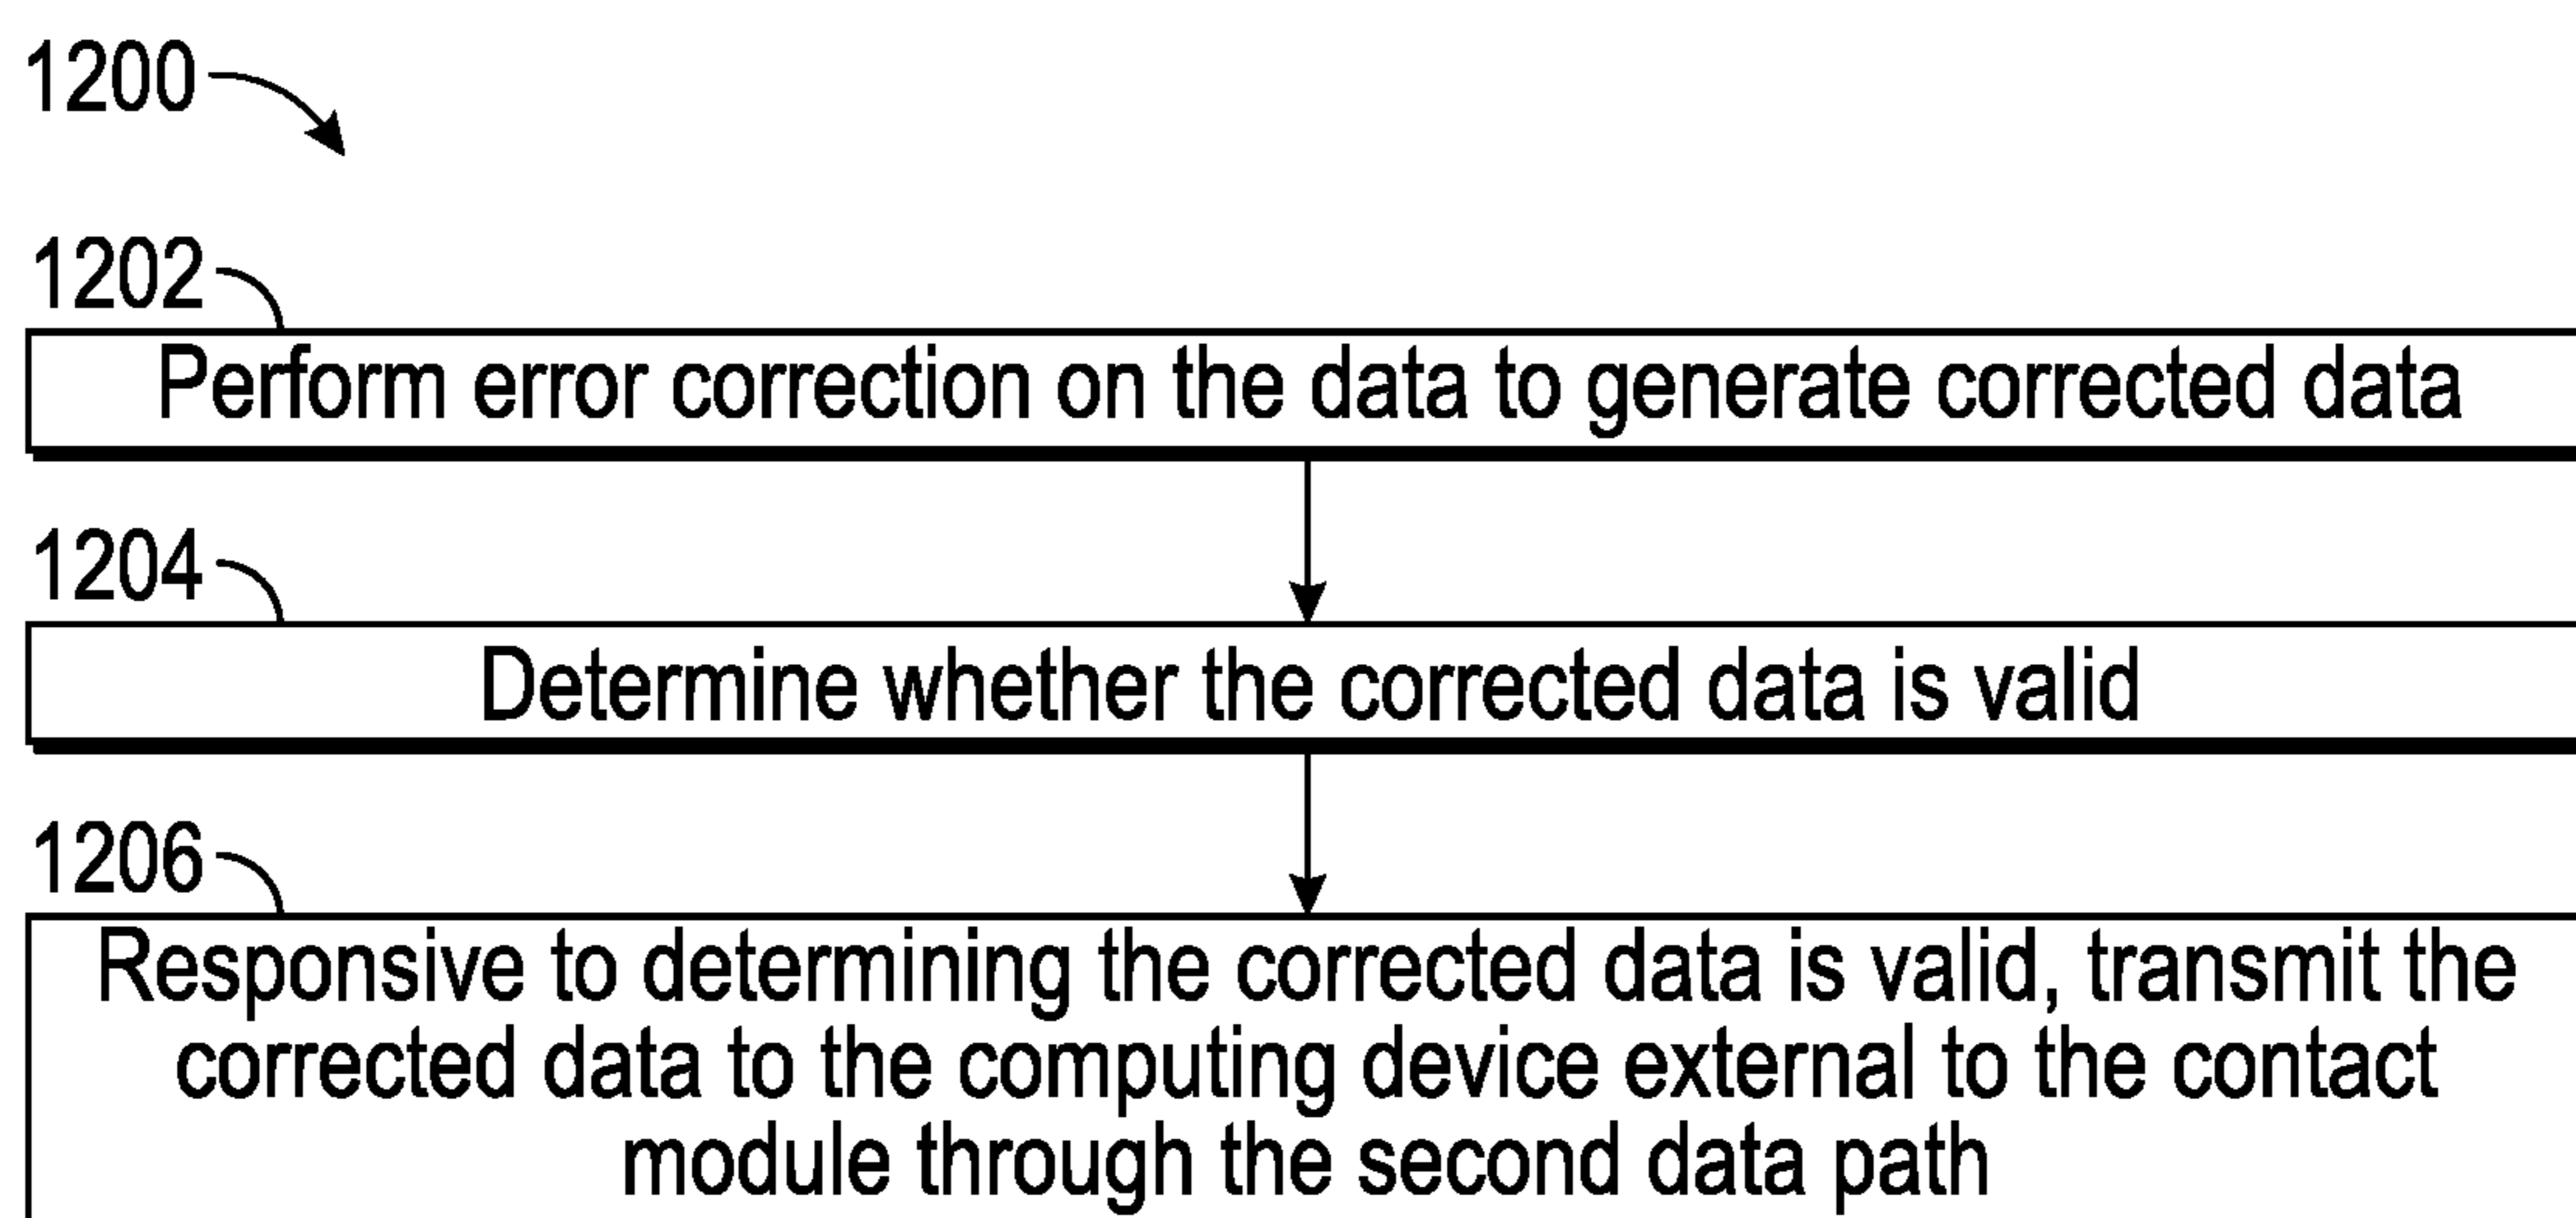 1200
1202
Perform error correction on the data to generate corrected data
1204
Determine whether the corrected data is valid
1206
Responsive to determining the corrected data is valid, transmit the
corrected data to the computing device external to the contact
module through the second data path